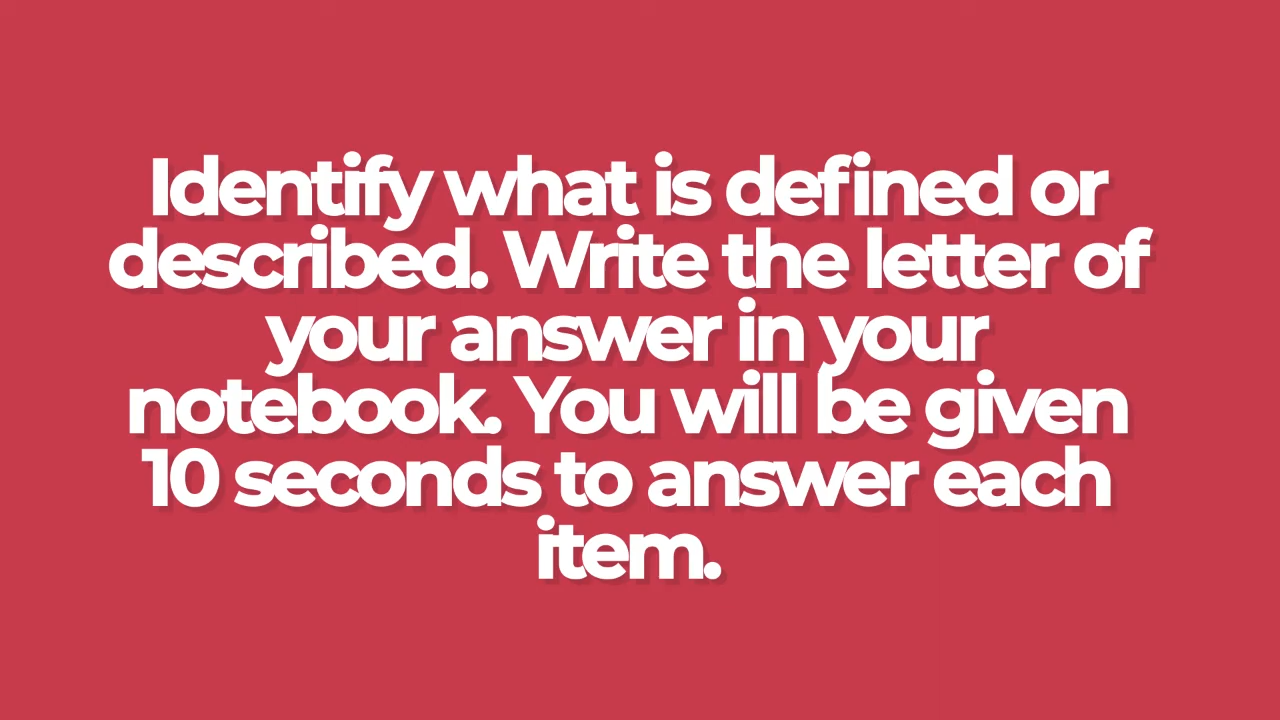 Identify what is defined or
described. Write the letter of
your answer in your
notebook. You will be given
10 seconds to answer each
item.